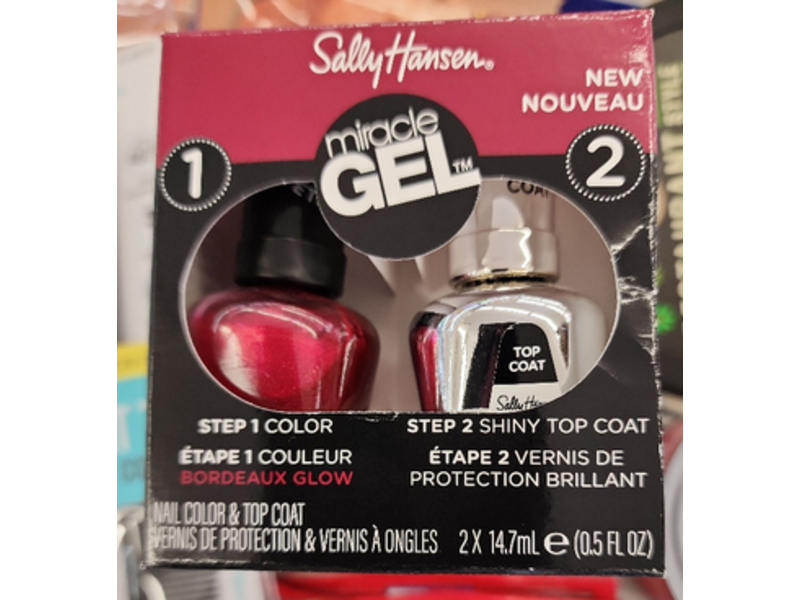 Sally Hansen®
NEW
NOUVEAU
miracle
GEL™
1
2
COAT
TOP
COAT
STEP 1 COLOR
ÉTAPE 1 COULEUR
BORDEAUX GLOW
STEP 2 SHINY TOP COAT
ÉTAPE 2 VERNIS DE
PROTECTION BRILLANT
NAIL COLOR & TOP COAT
VERNIS DE PROTECTION & VERNIS À ONGLES
2 X 14.7mL ℮ (0.5 FL OZ)